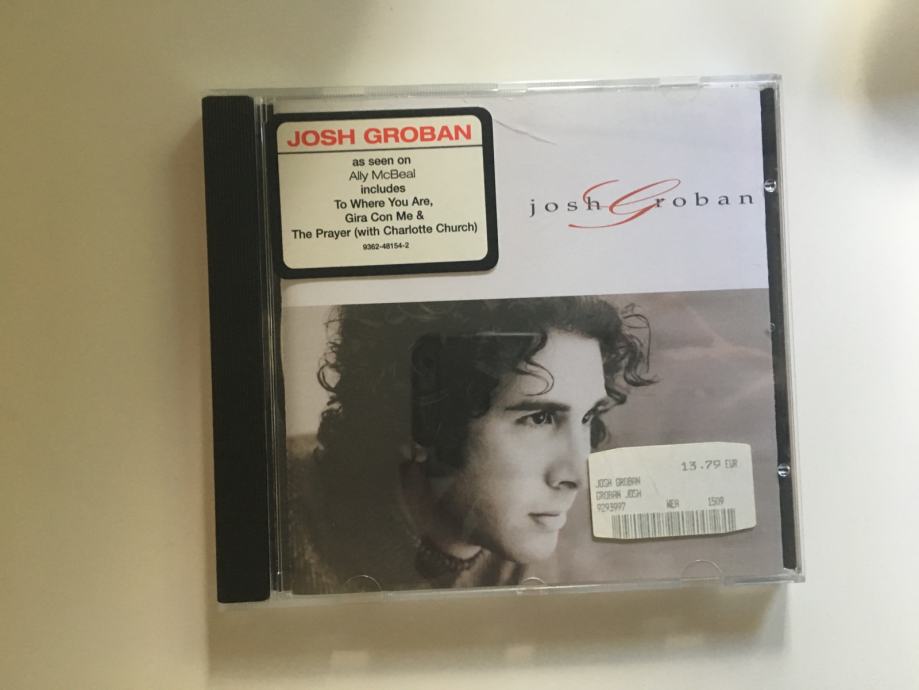 JOSH GROBAN
as seen on
Ally McBeal
includes
To Where You Are,
Gira Con Me &
The Prayer (with Charlotte Church)
9362-48154-2
josh Groban
13.79 EUR
JOSH GROBAN
GROBAN JOSH
9293997 WEA 1509